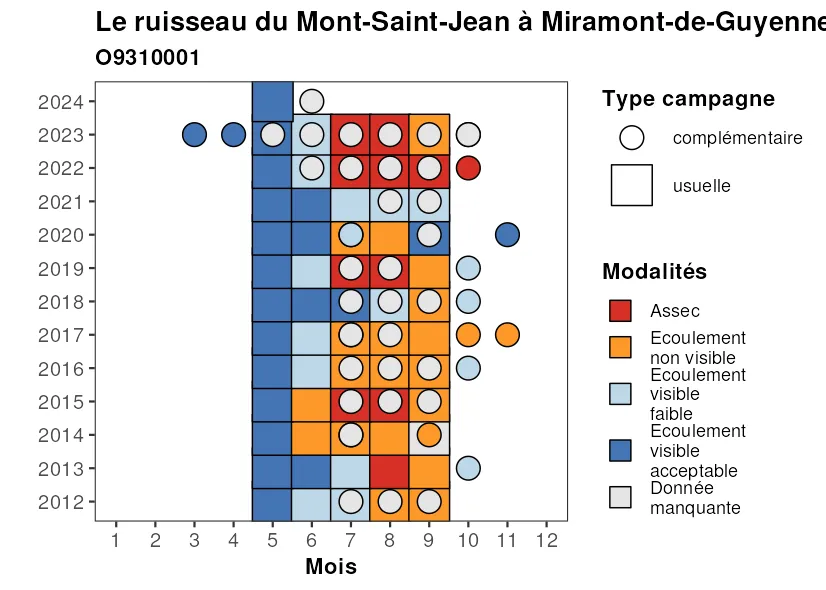 Le ruisseau du Mont-Saint-Jean à Miramont-de-Guyenne
O9310001
2024
2023
2022
2021
2020
2019
2018
2017
2016
2015
2014
2013
2012
1 2 3 4 5 6 7 8 9 10 11 12
Mois
Type campagne
complémentaire
usuelle
Modalités
Assec
Ecoulement
non visible
Ecoulement
visible
faible
Ecoulement
visible
acceptable
Donnée
manquante